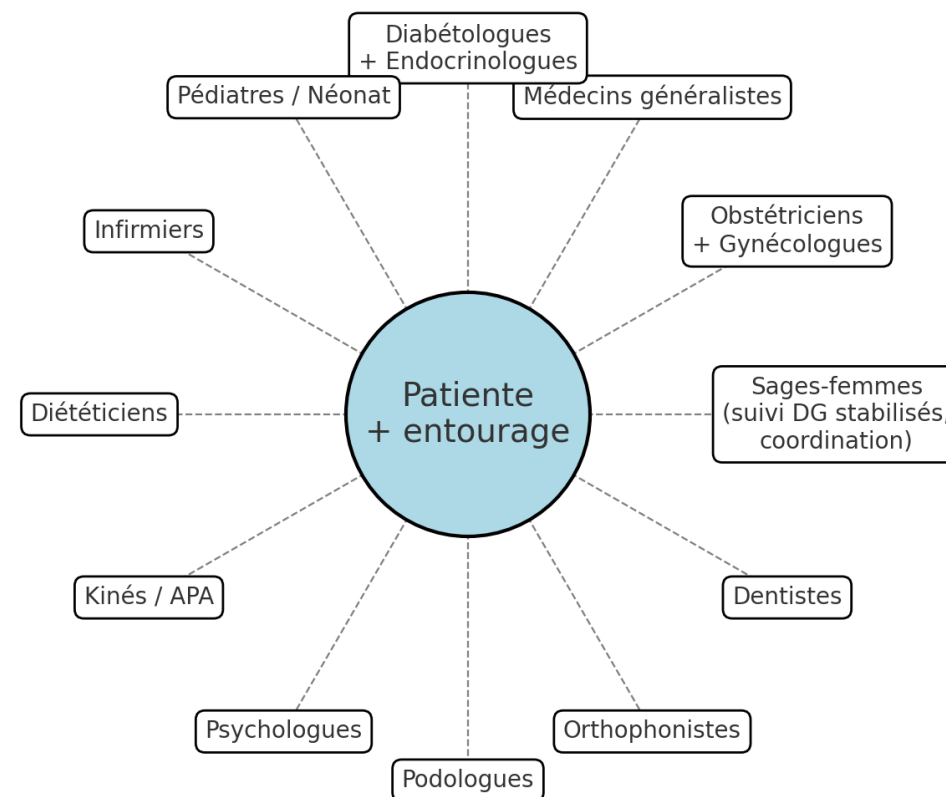 Diabétologues
+ Endocrinologues
Pédiatres / Néonat
Médecins généralistes
Infirmiers
Obstétriciens
+ Gynécologues
Patiente
+ entourage
Diététiciens
Sages-femmes
(suivi DG stabilisés,
coordination)
Kinés / APA
Dentistes
Psychologues
Orthophonistes
Podologues